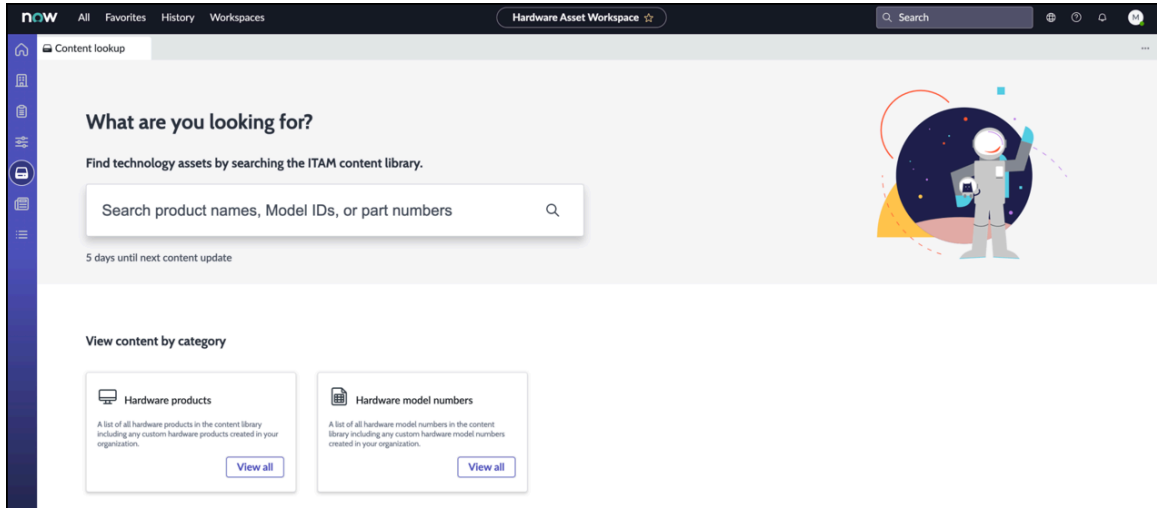 now All Favorites History Workspaces Hardware Asset Workspace Search M
Content lookup
What are you looking for?
Find technology assets by searching the ITAM content library.
Search product names, Model IDs, or part numbers
5 days until next content update
View content by category
Hardware products
A list of all hardware products in the content library
including any custom hardware products created in your
organization.
View all
Hardware model numbers
A list of all hardware model numbers in the content
library including any custom hardware model numbers
created in your organization.
View all